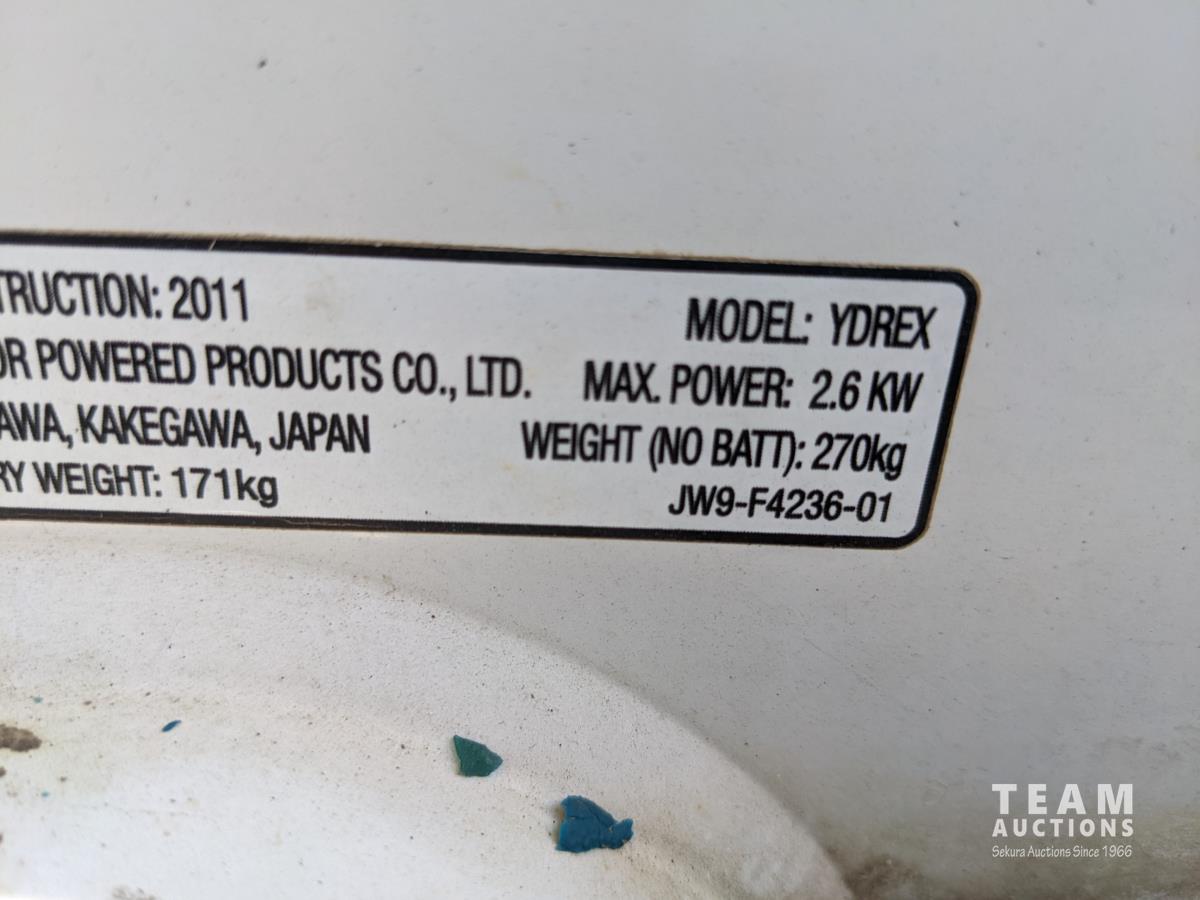 TRUCTION: 2011 MODEL: YDREX
OR POWERED PRODUCTS CO., LTD. MAX. POWER: 2.6 KW
AWA, KAKEGAWA, JAPAN WEIGHT (NO BATT): 270kg
RY WEIGHT: 171kg JW9-F4236-01
TEAM
AUCTIONS
Sekura Auctions Since 1966